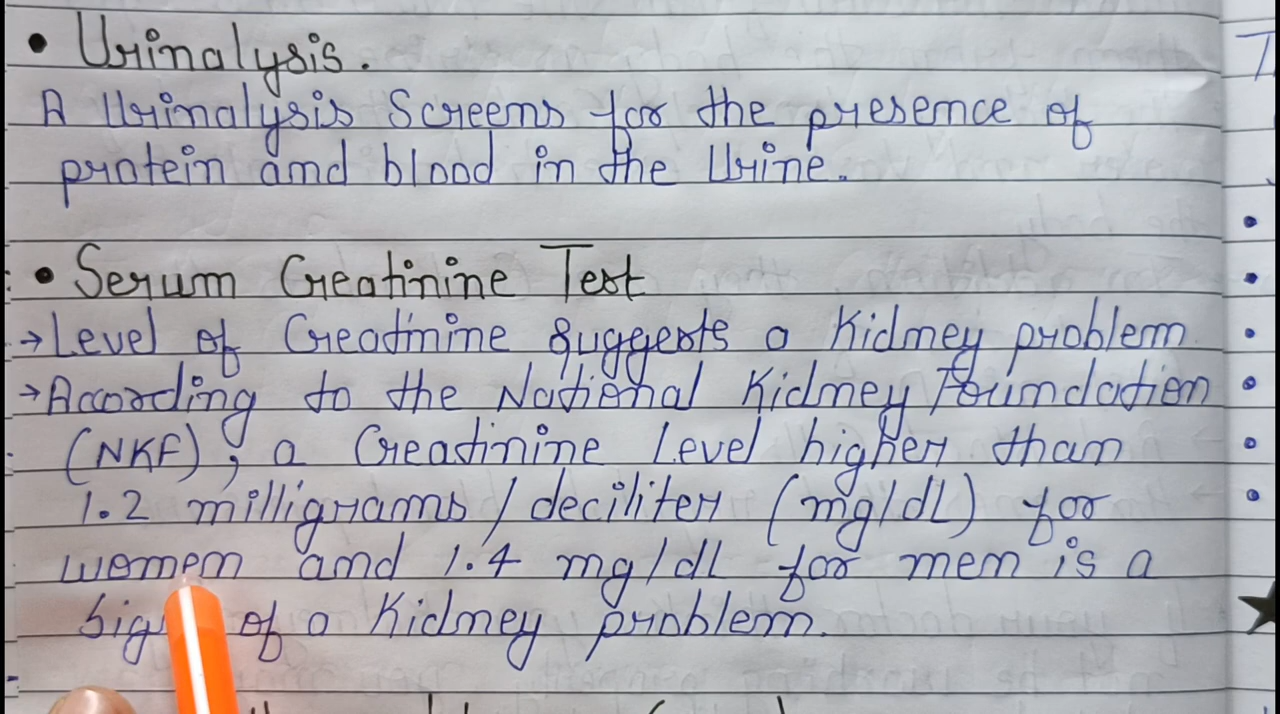 • Urinalysis.
A Urinalysis Screens for the presence of
protein and blood in the Urine.
• Serum Creatinine Test
→ Level of Creatinine suggests a Kidney problem
→ According to the National Kidney Foundation
(NKF), a Creatinine Level higher than
1.2 milligrams / deciliter (mg/dL) for
women and 1.4 mg/dL for men is a
of a Kidney problem.